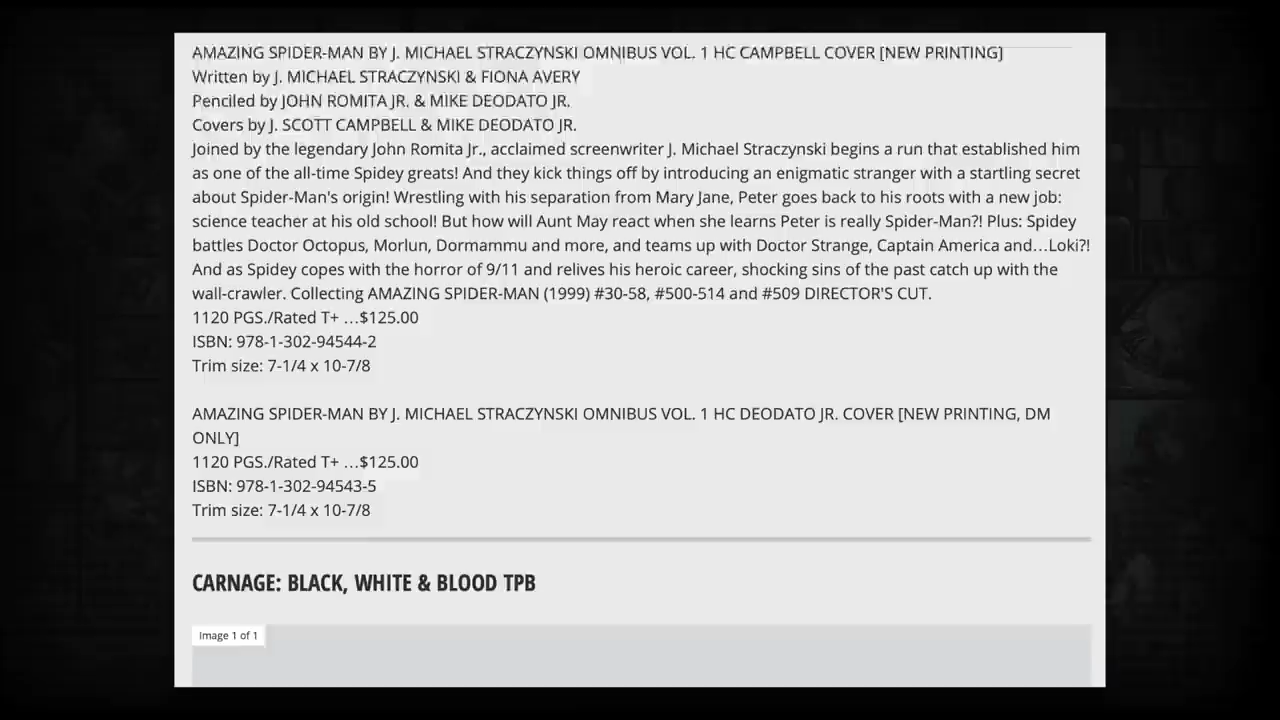 AMAZING SPIDER-MAN BY J. MICHAEL STRACZYNSKI OMNIBUS VOL. 1 HC CAMPBELL COVER [NEW PRINTING]
Written by J. MICHAEL STRACZYNSKI & FIONA AVERY
Penciled by JOHN ROMITA JR. & MIKE DEODATO JR.
Covers by J. SCOTT CAMPBELL & MIKE DEODATO JR.
Joined by the legendary John Romita Jr., acclaimed screenwriter J. Michael Straczynski begins a run that established him
as one of the all-time Spidey greats! And they kick things off by introducing an enigmatic stranger with a startling secret
about Spider-Man's origin! Wrestling with his separation from Mary Jane, Peter goes back to his roots with a new job:
science teacher at his old school! But how will Aunt May react when she learns Peter is really Spider-Man?! Plus: Spidey
battles Doctor Octopus, Morlun, Dormammu and more, and teams up with Doctor Strange, Captain America and…Loki?!
And as Spidey copes with the horror of 9/11 and relives his heroic career, shocking sins of the past catch up with the
wall-crawler. Collecting AMAZING SPIDER-MAN (1999) #30-58, #500-514 and #509 DIRECTOR'S CUT.
1120 PGS./Rated T+ …$125.00
ISBN: 978-1-302-94544-2
Trim size: 7-1/4 x 10-7/8
AMAZING SPIDER-MAN BY J. MICHAEL STRACZYNSKI OMNIBUS VOL. 1 HC DEODATO JR. COVER [NEW PRINTING, DM
ONLY]
1120 PGS./Rated T+ …$125.00
ISBN: 978-1-302-94543-5
Trim size: 7-1/4 x 10-7/8
CARNAGE: BLACK, WHITE & BLOOD TPB
Image 1 of 1